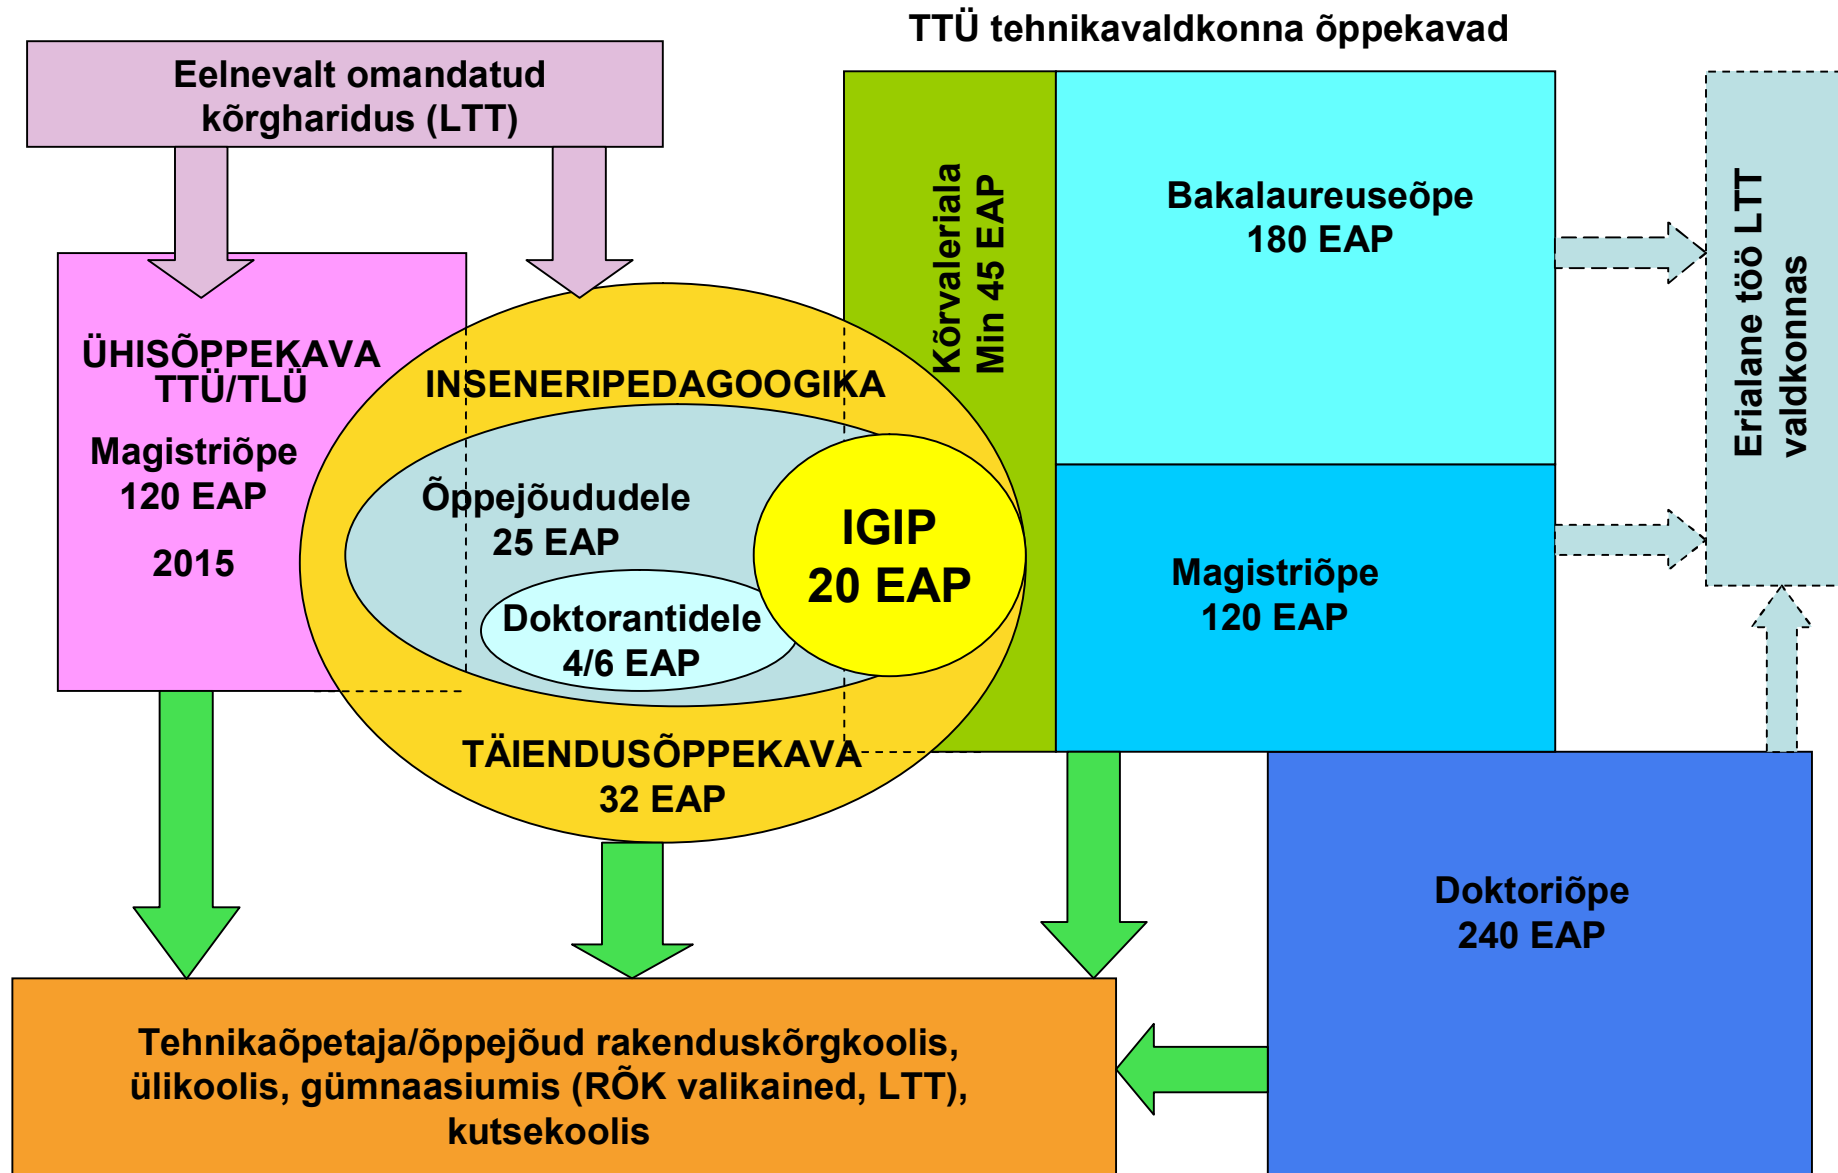 TTÜ tehnikavaldkonna õppekavad
Eelnevalt omandatud
kõrgharidus (LTT)
ÜHISÕPPEKAVA
TTÜ/TLÜ
Magistriõpe
120 EAP
2015
INSENERIPEDAGOOGIKA
Õppejõududele
25 EAP
Doktorantidele
4/6 EAP
IGIP
20 EAP
TÄIENDUSÕPPEKAVA
32 EAP
Kõrvaleriala
Min 45 EAP
Bakalaureuseõpe
180 EAP
Magistriõpe
120 EAP
Erialane töö LTT
valdkonnas
Doktoriõpe
240 EAP
Tehnikaõpetaja/õppejõud rakenduskõrgkoolis,
ülikoolis, gümnaasiumis (RÕK valikained, LTT),
kutsekoolis